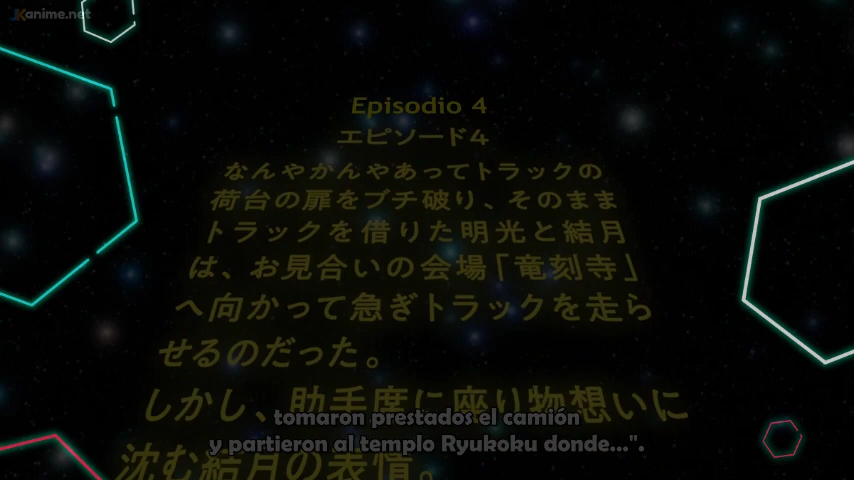 JKanime.net
Episodio 4
エピソード4
なんやかんやあってトラックの
荷台の扉をブチ破り、そのまま
トラックを借りた明光と結月
は、お見合いの会場「竜刻寺」
へ向かって急ぎトラックを走ら
せるのだった。
しかし、助手席に座り物想いに
沈む結月の表情。
tomaron prestados el camión
y partieron al templo Ryukoku donde...".